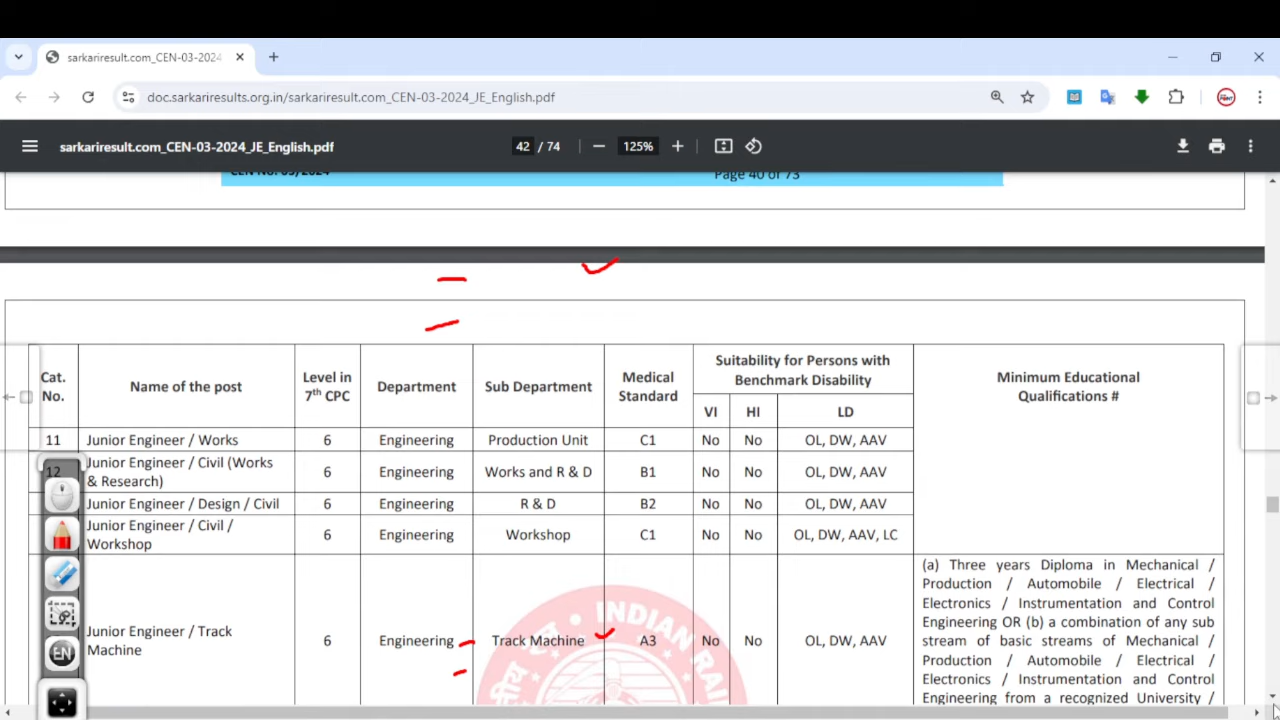 sarkariresult.com_CEN-03-2024
doc.sarkariresults.org.in/sarkariresult.com_CEN-03-2024_JE_English.pdf
sarkariresult.com_CEN-03-2024_JE_English.pdf
42 / 74
125%
CEN No. 03/2024 Page 40 of 73
Cat. No. Name of the post Level in 7th CPC Department Sub Department Medical Standard Suitability for Persons with Benchmark Disability Minimum Educational Qualifications #
VI HI LD
11 Junior Engineer / Works 6 Engineering Production Unit C1 No No OL, DW, AAV
12 Junior Engineer / Civil (Works & Research) 6 Engineering Works and R & D B1 No No OL, DW, AAV
Junior Engineer / Design / Civil 6 Engineering R & D B2 No No OL, DW, AAV
Junior Engineer / Civil / Workshop 6 Engineering Workshop C1 No No OL, DW, AAV, LC
Junior Engineer / Track Machine 6 Engineering Track Machine A3 No No OL, DW, AAV
(a) Three years Diploma in Mechanical /
Production / Automobile / Electrical /
Electronics / Instrumentation and Control
Engineering OR (b) a combination of any sub
stream of basic streams of Mechanical /
Production / Automobile / Electrical /
Electronics / Instrumentation and Control
Engineering from a recognized University /
INDIAN RAIL
भारतीय रेल
EN